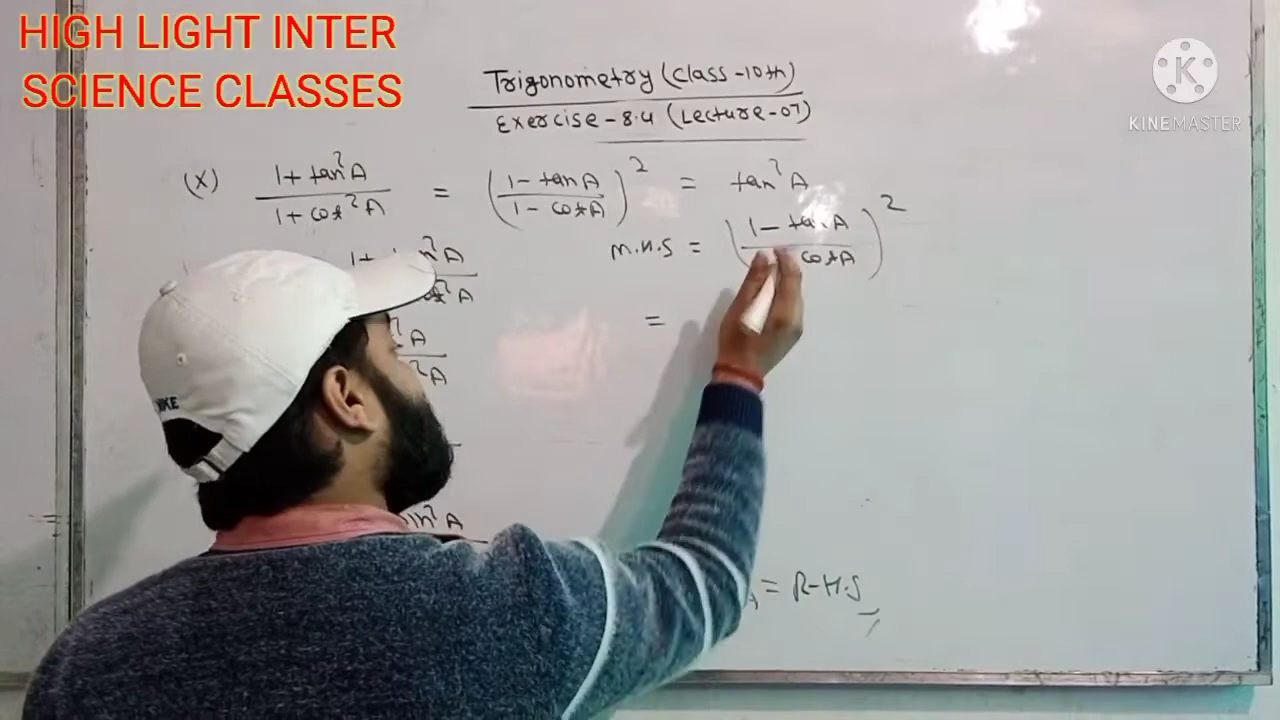 HIGH LIGHT INTER
SCIENCE CLASSES
K
KINEMASTER
Trigonometry (Class-10th)
Exercise-8.4 (Lecture-07)
(X) (1+tan²A)/(1+cot²A) = ((1-tanA)/(1-cotA))² = tan²A
M.H.S = ((1-tanA)/( cotA))²
=
= R-H.S